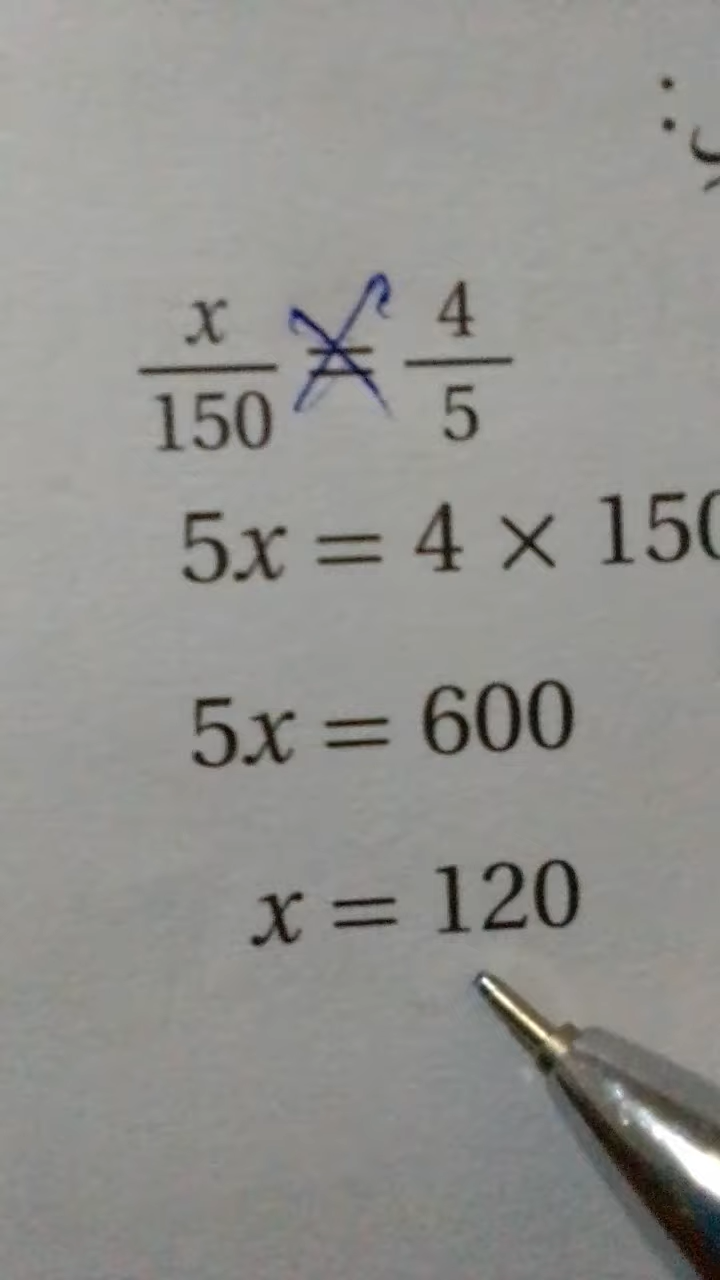 x/150 = 4/5
5x = 4 × 150
5x = 600
x = 120